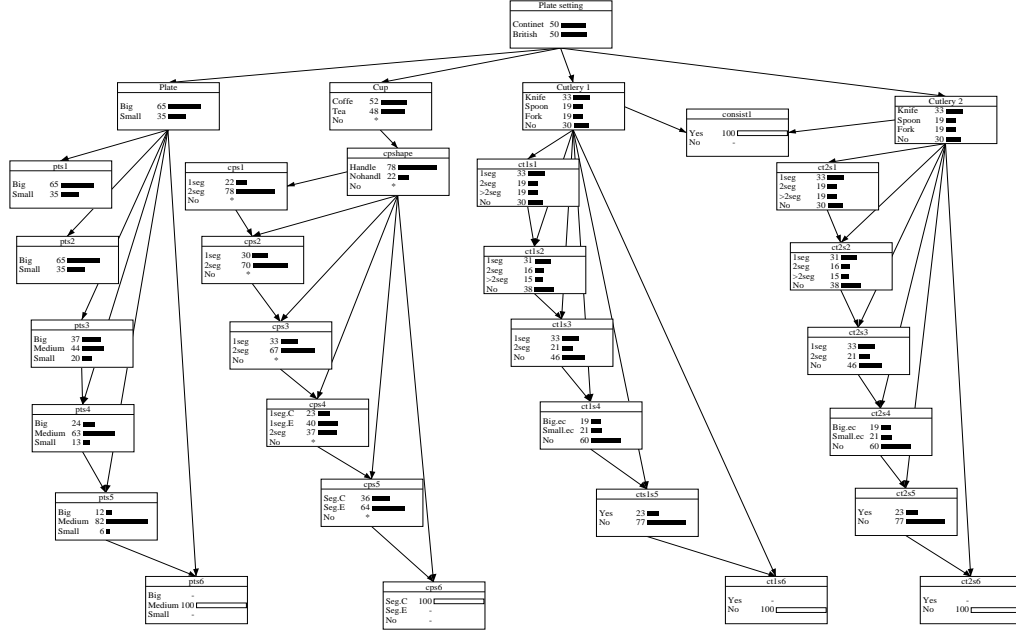 Plate setting
Continet 50
British 50
Plate
Big 65
Small 35
Cup
Coffe 52
Tea 48
No *
Cutlery 1
Knife 33
Spoon 19
Fork 19
No 30
consist1
Yes 100
No -
Cutlery 2
Knife 33
Spoon 19
Fork 19
No 30
pts1
Big 65
Small 35
cps1
1seg 22
2seg 78
No *
cpshape
Handle 78
Nohandl 22
No *
ct1s1
1seg 33
2seg 19
>2seg 19
No 30
ct2s1
1seg 33
2seg 19
>2seg 19
No 30
pts2
Big 65
Small 35
cps2
1seg 30
2seg 70
No *
ct1s2
1seg 31
2seg 16
>2seg 15
No 38
ct2s2
1seg 31
2seg 16
>2seg 15
No 38
pts3
Big 37
Medium 44
Small 20
cps3
1seg 33
2seg 67
No *
ct1s3
1seg 33
2seg 21
No 46
ct2s3
1seg 33
2seg 21
No 46
pts4
Big 24
Medium 63
Small 13
cps4
1seg.C 23
1seg.E 40
2seg 37
No *
ct1s4
Big.ec 19
Small.ec 21
No 60
ct2s4
Big.ec 19
Small.ec 21
No 60
pts5
Big 12
Medium 82
Small 6
cps5
Seg.C 36
Seg.E 64
No *
cts1s5
Yes 23
No 77
ct2s5
Yes 23
No 77
pts6
Big -
Medium 100
Small -
cps6
Seg.C 100
Seg.E -
No -
ct1s6
Yes -
No 100
ct2s6
Yes -
No 100